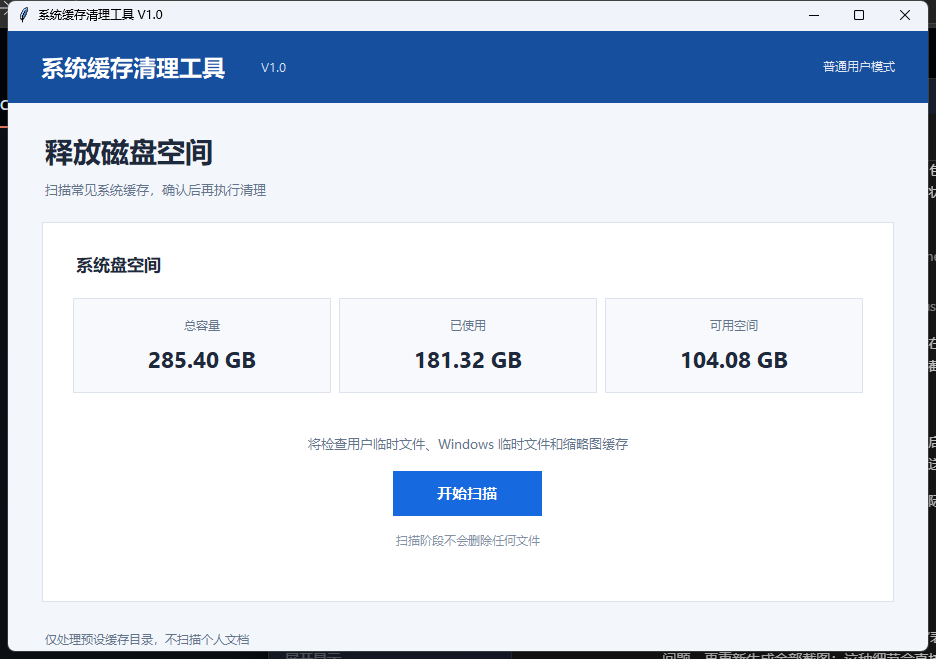 系统缓存清理工具 V1.0
系统缓存清理工具 V1.0 普通用户模式
释放磁盘空间
扫描常见系统缓存，确认后再执行清理
系统盘空间
总容量 已使用 可用空间
285.40 GB 181.32 GB 104.08 GB
将检查用户临时文件、Windows 临时文件和缩略图缓存
开始扫描
扫描阶段不会删除任何文件
仅处理预设缓存目录，不扫描个人文档